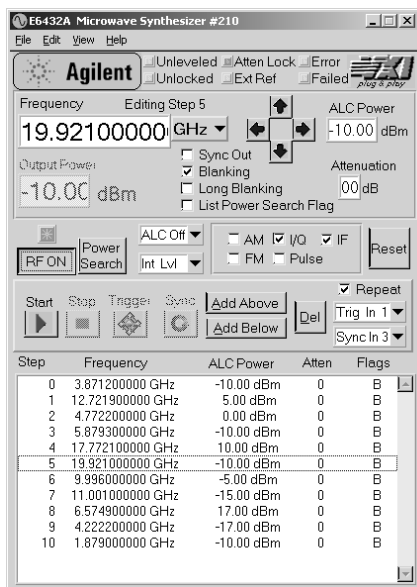 E6432A Microwave Synthesizer #210
File Edit View Help
Agilent
Unleveled Atten Lock Error
Unlocked Ext Ref Failed
PXI
plug & play
Frequency Editing Step 5 ALC Power
19.92100000 GHz -10.00 dBm
Output Power Sync Out Attenuation
-10.00 dBm Blanking 00 dB
Long Blanking
List Power Search Flag
RF ON Power Search ALC Off AM I/Q IF Reset
Int Lvl FM Pulse
Repeat
Start Stop Trigger Sync Add Above Del Trig In 1
Add Below Sync In 3
Step Frequency ALC Power Atten Flags
0 3.871200000 GHz -10.00 dBm 0 B
1 12.721900000 GHz 5.00 dBm 0 B
2 4.772200000 GHz 0.00 dBm 0 B
3 5.879300000 GHz -10.00 dBm 0 B
4 17.772100000 GHz 10.00 dBm 0 B
5 19.921000000 GHz -10.00 dBm 0 B
6 9.996000000 GHz -5.00 dBm 0 B
7 11.001000000 GHz -15.00 dBm 0 B
8 6.574900000 GHz 17.00 dBm 0 B
9 4.222200000 GHz -17.00 dBm 0 B
10 1.879000000 GHz -10.00 dBm 0 B